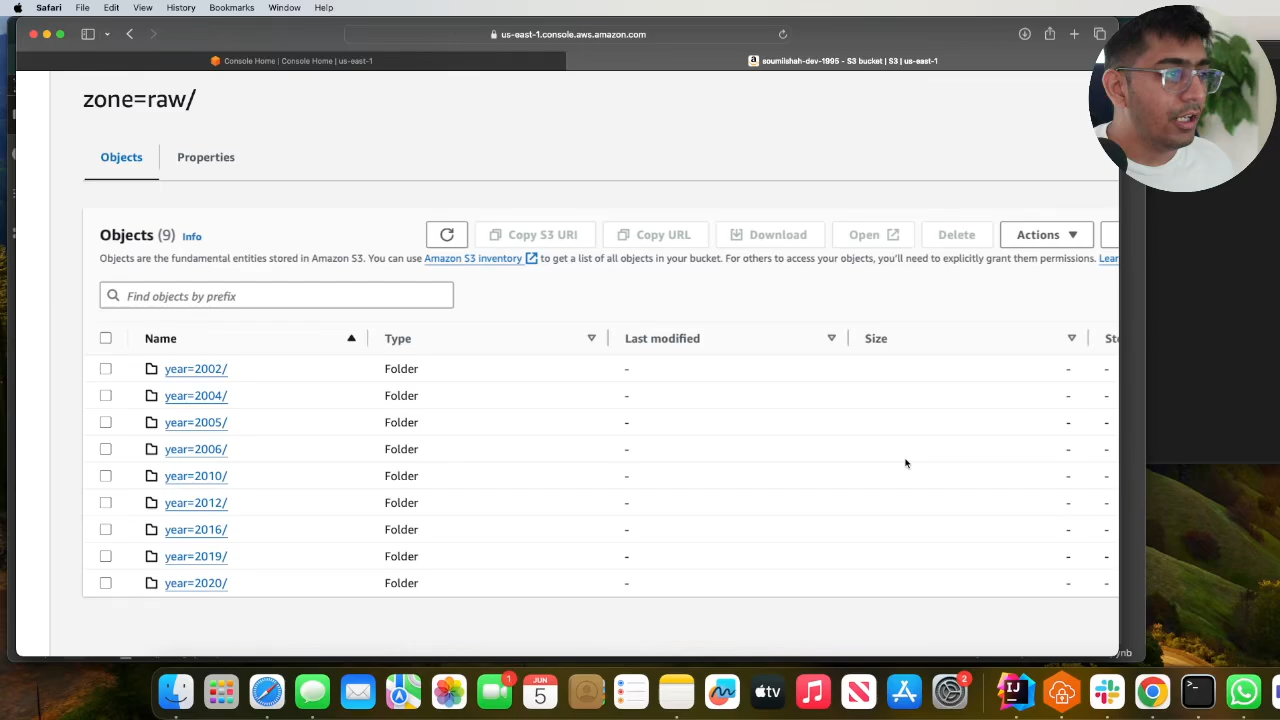 Safari File Edit View History Bookmarks Window Help
us-east-1.console.aws.amazon.com
Console Home | Console Home | us-east-1
soumilshah-dev-1995 - S3 bucket | S3 | us-east-1
zone=raw/
Objects Properties
Objects (9) Info
Copy S3 URI Copy URL Download Open Delete Actions
Objects are the fundamental entities stored in Amazon S3. You can use Amazon S3 inventory to get a list of all objects in your bucket. For others to access your objects, you'll need to explicitly grant them permissions.
Find objects by prefix
Name Type Last modified Size
year=2002/ Folder - - -
year=2004/ Folder - - -
year=2005/ Folder - - -
year=2006/ Folder - - -
year=2010/ Folder - - -
year=2012/ Folder - - -
year=2016/ Folder - - -
year=2019/ Folder - - -
year=2020/ Folder - - -
1
JUN
5
tv
2
IJ